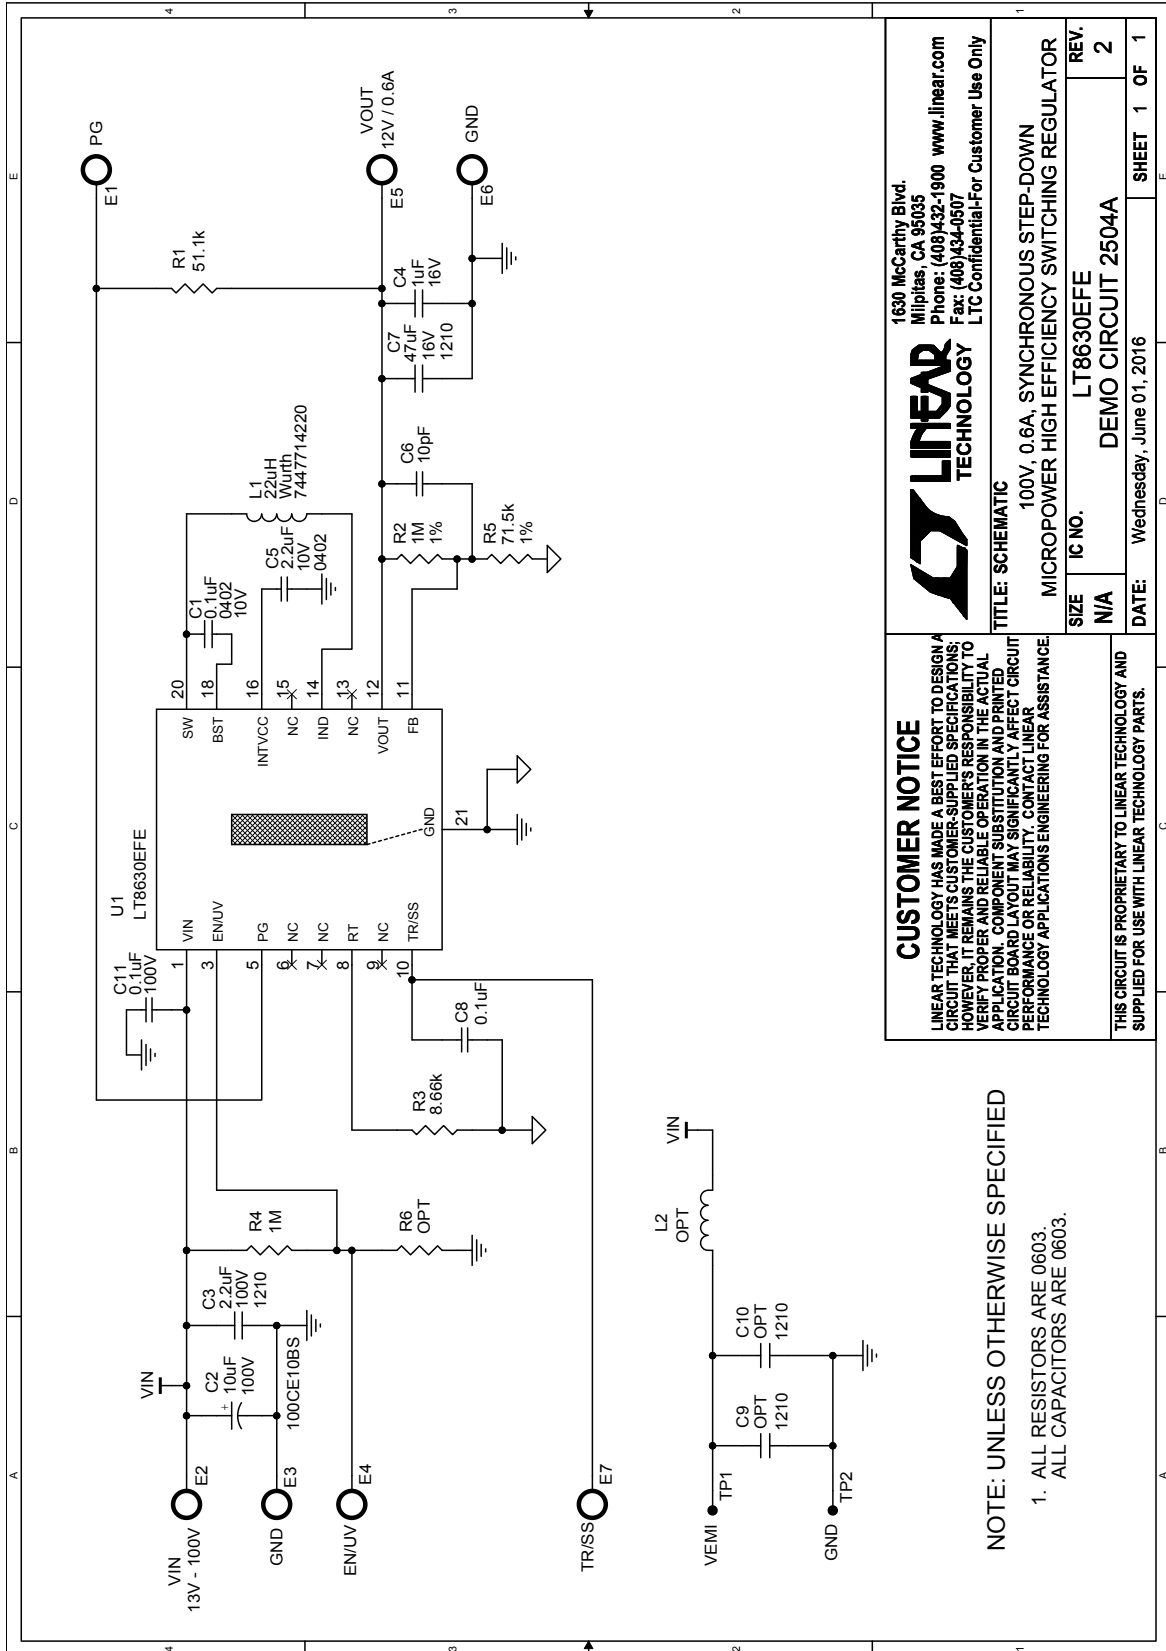 VIN
13V - 100V
E2
GND
E3
EN/UV
E4
TR/SS
E7
VIN
C2
+
10uF
100V
100CE10BS
C3
2.2uF
100V
1210
R4
1M
R6
OPT
C11
0.1uF
100V
R3
8.66k
C8
0.1uF
U1
LT8630EFE
1
VIN
3
EN/UV
5
PG
6
NC
7
NC
8
RT
9
NC
10
TR/SS
20
SW
18
BST
16
INTVCC
15
NC
14
IND
13
NC
12
VOUT
11
FB
GND
21
C1
0.1uF
0402
10V
C5
2.2uF
10V
0402
L1
22uH
Wurth
7447714220
R2
1M
1%
R5
71.5k
1%
C6
10pF
C7
47uF
16V
1210
C4
1uF
16V
R1
51.1k
PG
E1
VOUT
12V / 0.6A
E5
GND
E6
VEMI
TP1
GND
TP2
C9
OPT
1210
C10
OPT
1210
L2
OPT
VIN
NOTE: UNLESS OTHERWISE SPECIFIED
1. ALL RESISTORS ARE 0603.
ALL CAPACITORS ARE 0603.
CUSTOMER NOTICE
LINEAR TECHNOLOGY HAS MADE A BEST EFFORT TO DESIGN A
CIRCUIT THAT MEETS CUSTOMER-SUPPLIED SPECIFICATIONS;
HOWEVER, IT REMAINS THE CUSTOMER'S RESPONSIBILITY TO
VERIFY PROPER AND RELIABLE OPERATION IN THE ACTUAL
APPLICATION. COMPONENT SUBSTITUTION AND PRINTED
CIRCUIT BOARD LAYOUT MAY SIGNIFICANTLY AFFECT CIRCUIT
PERFORMANCE OR RELIABILITY. CONTACT LINEAR
TECHNOLOGY APPLICATIONS ENGINEERING FOR ASSISTANCE.
THIS CIRCUIT IS PROPRIETARY TO LINEAR TECHNOLOGY AND
SUPPLIED FOR USE WITH LINEAR TECHNOLOGY PARTS.
LINEAR
TECHNOLOGY
1630 McCarthy Blvd.
Milpitas, CA 95035
Phone: (408)432-1900 www.linear.com
Fax: (408)434-0507
LTC Confidential-For Customer Use Only
TITLE: SCHEMATIC
100V, 0.6A, SYNCHRONOUS STEP-DOWN
MICROPOWER HIGH EFFICIENCY SWITCHING REGULATOR
SIZE
N/A
IC NO.
LT8630EFE
DEMO CIRCUIT 2504A
REV.
2
DATE: Wednesday, June 01, 2016
SHEET 1 OF 1
A
B
C
D
E
A
B
C
D
E
4
3
2
1
4
3
2
1